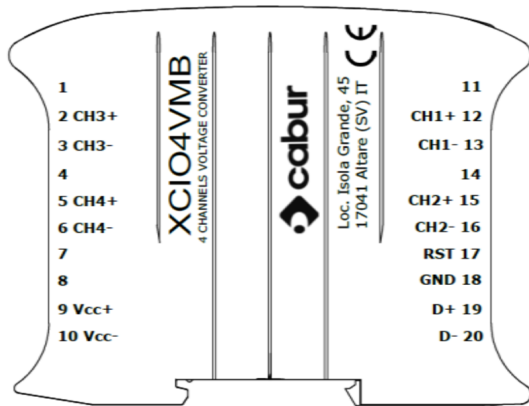 1
2 CH3+
3 CH3-
4
5 CH4+
6 CH4-
7
8
9 Vcc+
10 Vcc-
XCIO4VMB
4 CHANNELS VOLTAGE CONVERTER
cabur
Loc. Isola Grande, 45
17041 Altare (SV) IT
CE
11
CH1+ 12
CH1- 13
14
CH2+ 15
CH2- 16
RST 17
GND 18
D+ 19
D- 20